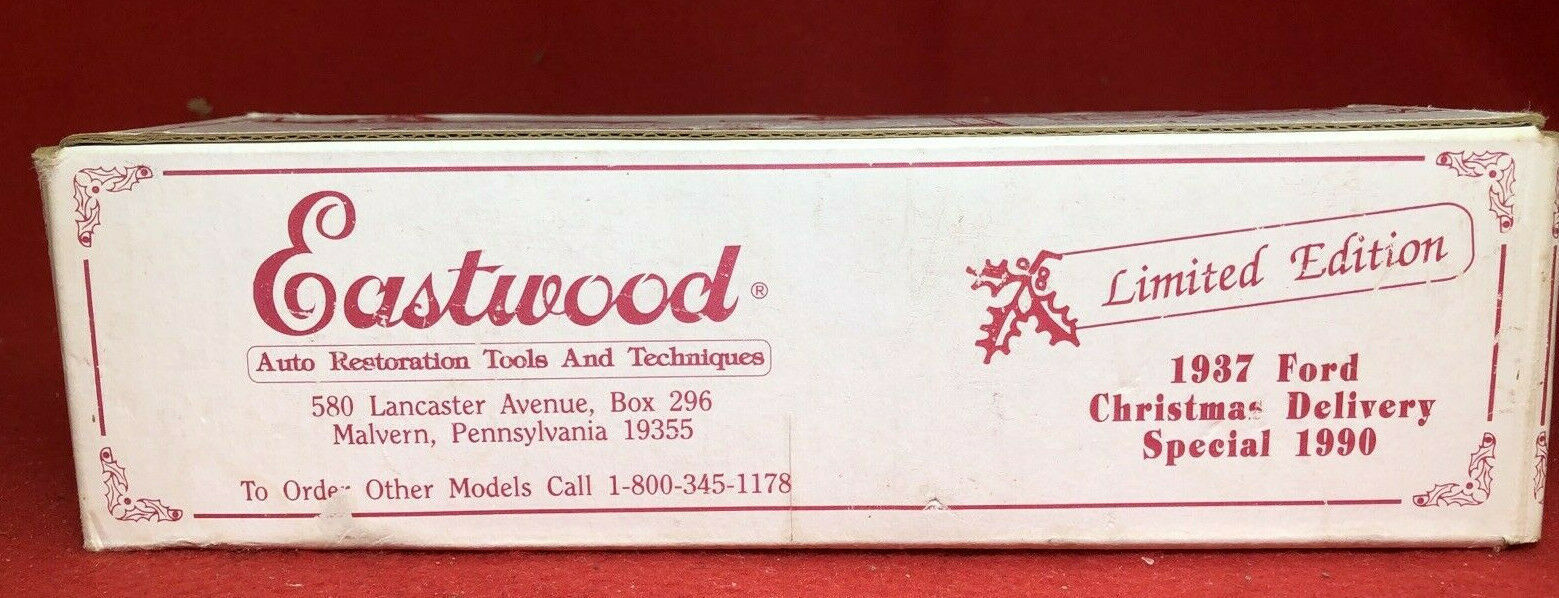 Eastwood®
Auto Restoration Tools And Techniques
580 Lancaster Avenue, Box 296
Malvern, Pennsylvania 19355
To Order Other Models Call 1-800-345-1178
Limited Edition
1937 Ford
Christmas Delivery
Special 1990